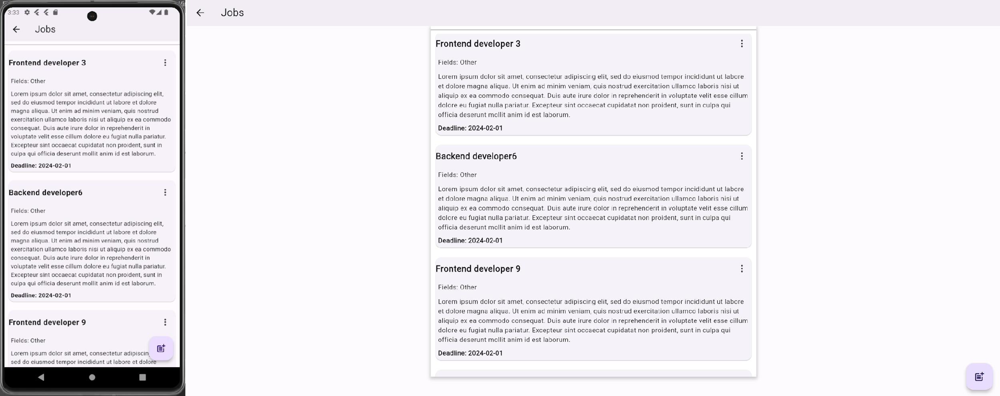 3:33
Jobs
Frontend developer 3
Fields: Other
Lorem ipsum dolor sit amet, consectetur adipiscing elit,
sed do eiusmod tempor incididunt ut labore et dolore
magna aliqua. Ut enim ad minim veniam, quis nostrud
exercitation ullamco laboris nisi ut aliquip ex ea commodo
consequat. Duis aute irure dolor in reprehenderit in
voluptate velit esse cillum dolore eu fugiat nulla pariatur.
Excepteur sint occaecat cupidatat non proident, sunt in
culpa qui officia deserunt mollit anim id est laborum.
Deadline: 2024-02-01
Backend developer6
Fields: Other
Lorem ipsum dolor sit amet, consectetur adipiscing elit,
sed do eiusmod tempor incididunt ut labore et dolore
magna aliqua. Ut enim ad minim veniam, quis nostrud
exercitation ullamco laboris nisi ut aliquip ex ea commodo
consequat. Duis aute irure dolor in reprehenderit in
voluptate velit esse cillum dolore eu fugiat nulla pariatur.
Excepteur sint occaecat cupidatat non proident, sunt in
culpa qui officia deserunt mollit anim id est laborum.
Deadline: 2024-02-01
Frontend developer 9
Fields: Other
Lorem ipsum dolor sit amet, consectetur adipiscin
sed do eiusmod tempor incididunt ut labore et dolore
Jobs
Frontend developer 3
Fields: Other
Lorem ipsum dolor sit amet, consectetur adipiscing elit, sed do eiusmod tempor incididunt ut labore
et dolore magna aliqua. Ut enim ad minim veniam, quis nostrud exercitation ullamco laboris nisi ut
aliquip ex ea commodo consequat. Duis aute irure dolor in reprehenderit in voluptate velit esse cillum
dolore eu fugiat nulla pariatur. Excepteur sint occaecat cupidatat non proident, sunt in culpa qui
officia deserunt mollit anim id est laborum.
Deadline: 2024-02-01
Backend developer6
Fields: Other
Lorem ipsum dolor sit amet, consectetur adipiscing elit, sed do eiusmod tempor incididunt ut labore
et dolore magna aliqua. Ut enim ad minim veniam, quis nostrud exercitation ullamco laboris nisi ut
aliquip ex ea commodo consequat. Duis aute irure dolor in reprehenderit in voluptate velit esse cillum
dolore eu fugiat nulla pariatur. Excepteur sint occaecat cupidatat non proident, sunt in culpa qui
officia deserunt mollit anim id est laborum.
Deadline: 2024-02-01
Frontend developer 9
Fields: Other
Lorem ipsum dolor sit amet, consectetur adipiscing elit, sed do eiusmod tempor incididunt ut labore
et dolore magna aliqua. Ut enim ad minim veniam, quis nostrud exercitation ullamco laboris nisi ut
aliquip ex ea commodo consequat. Duis aute irure dolor in reprehenderit in voluptate velit esse cillum
dolore eu fugiat nulla pariatur. Excepteur sint occaecat cupidatat non proident, sunt in culpa qui
officia deserunt mollit anim id est laborum.
Deadline: 2024-02-01